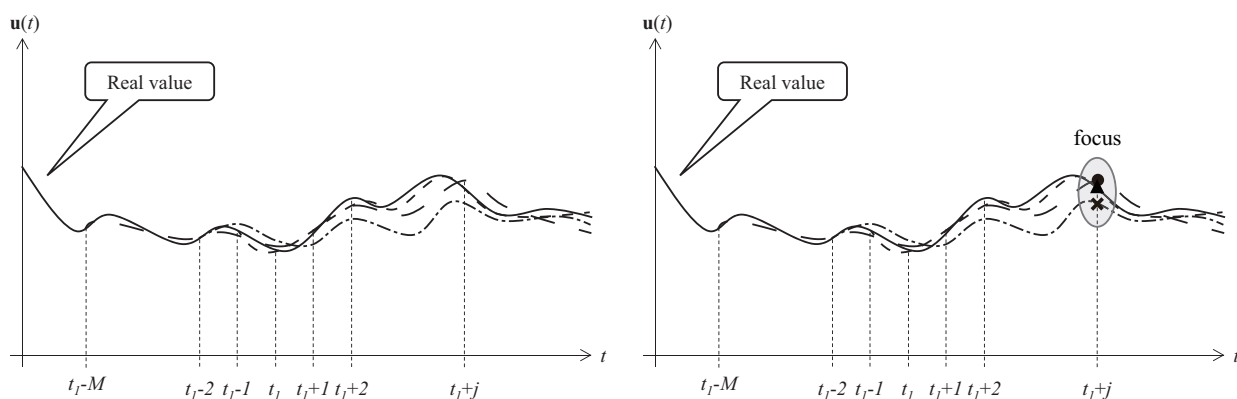 u(t)
Real value
t
t₁-M
t₁-2 t₁-1 t₁ t₁+1 t₁+2 t₁+j
u(t)
Real value
focus
t
t₁-M
t₁-2 t₁-1 t₁ t₁+1 t₁+2 t₁+j